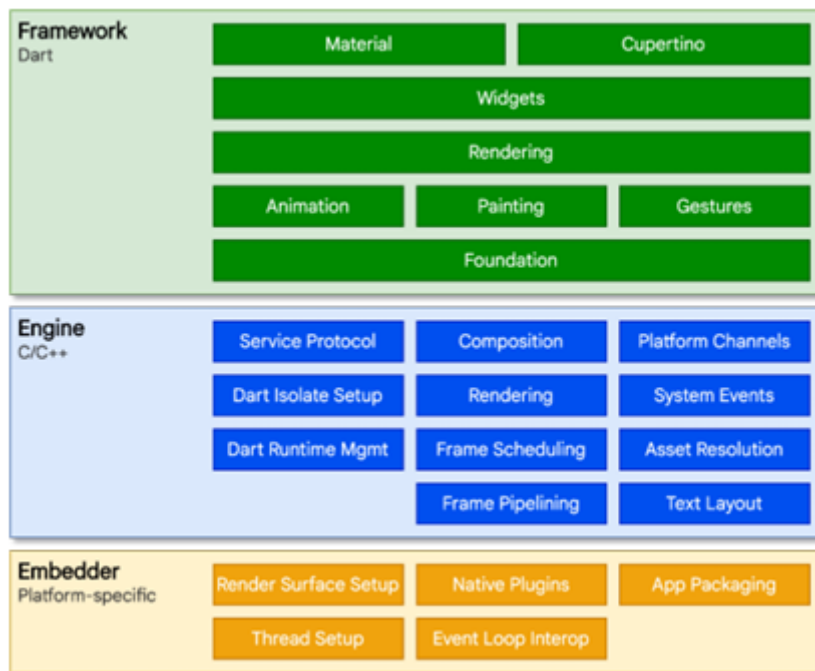 Framework
Dart
Material Cupertino
Widgets
Rendering
Animation Painting Gestures
Foundation
Engine
C/C++
Service Protocol Composition Platform Channels
Dart Isolate Setup Rendering System Events
Dart Runtime Mgmt Frame Scheduling Asset Resolution
Frame Pipelining Text Layout
Embedder
Platform-specific
Render Surface Setup Native Plugins App Packaging
Thread Setup Event Loop Interop